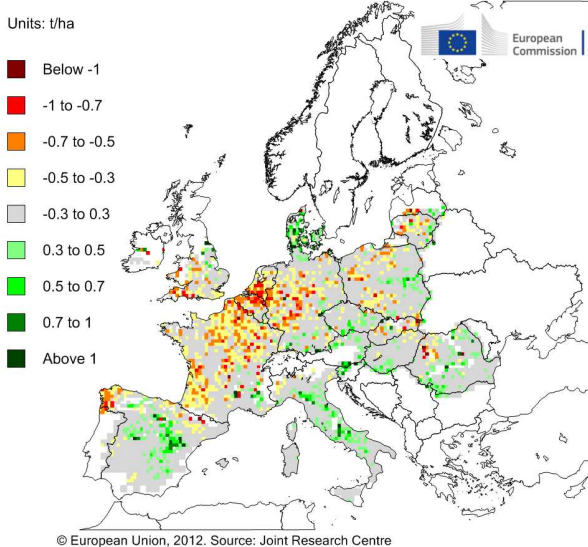 Units: t/ha
European
Commission
Below -1
-1 to -0.7
-0.7 to -0.5
-0.5 to -0.3
-0.3 to 0.3
0.3 to 0.5
0.5 to 0.7
0.7 to 1
Above 1
© European Union, 2012. Source: Joint Research Centre